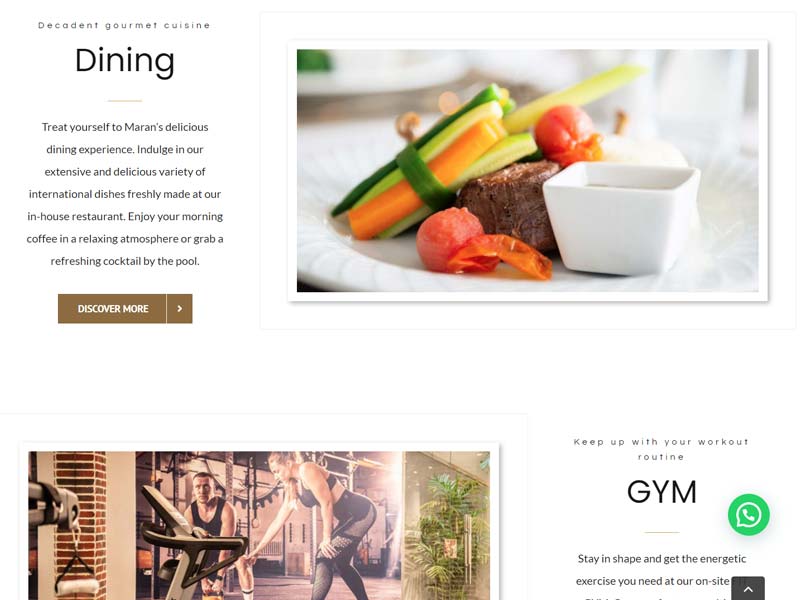 Decadent gourmet cuisine
Dining
Treat yourself to Maran's delicious
dining experience. Indulge in our
extensive and delicious variety of
international dishes freshly made at our
in-house restaurant. Enjoy your morning
coffee in a relaxing atmosphere or grab a
refreshing cocktail by the pool.
DISCOVER MORE
Keep up with your workout
routine
GYM
Stay in shape and get the energetic
exercise you need at our on-site